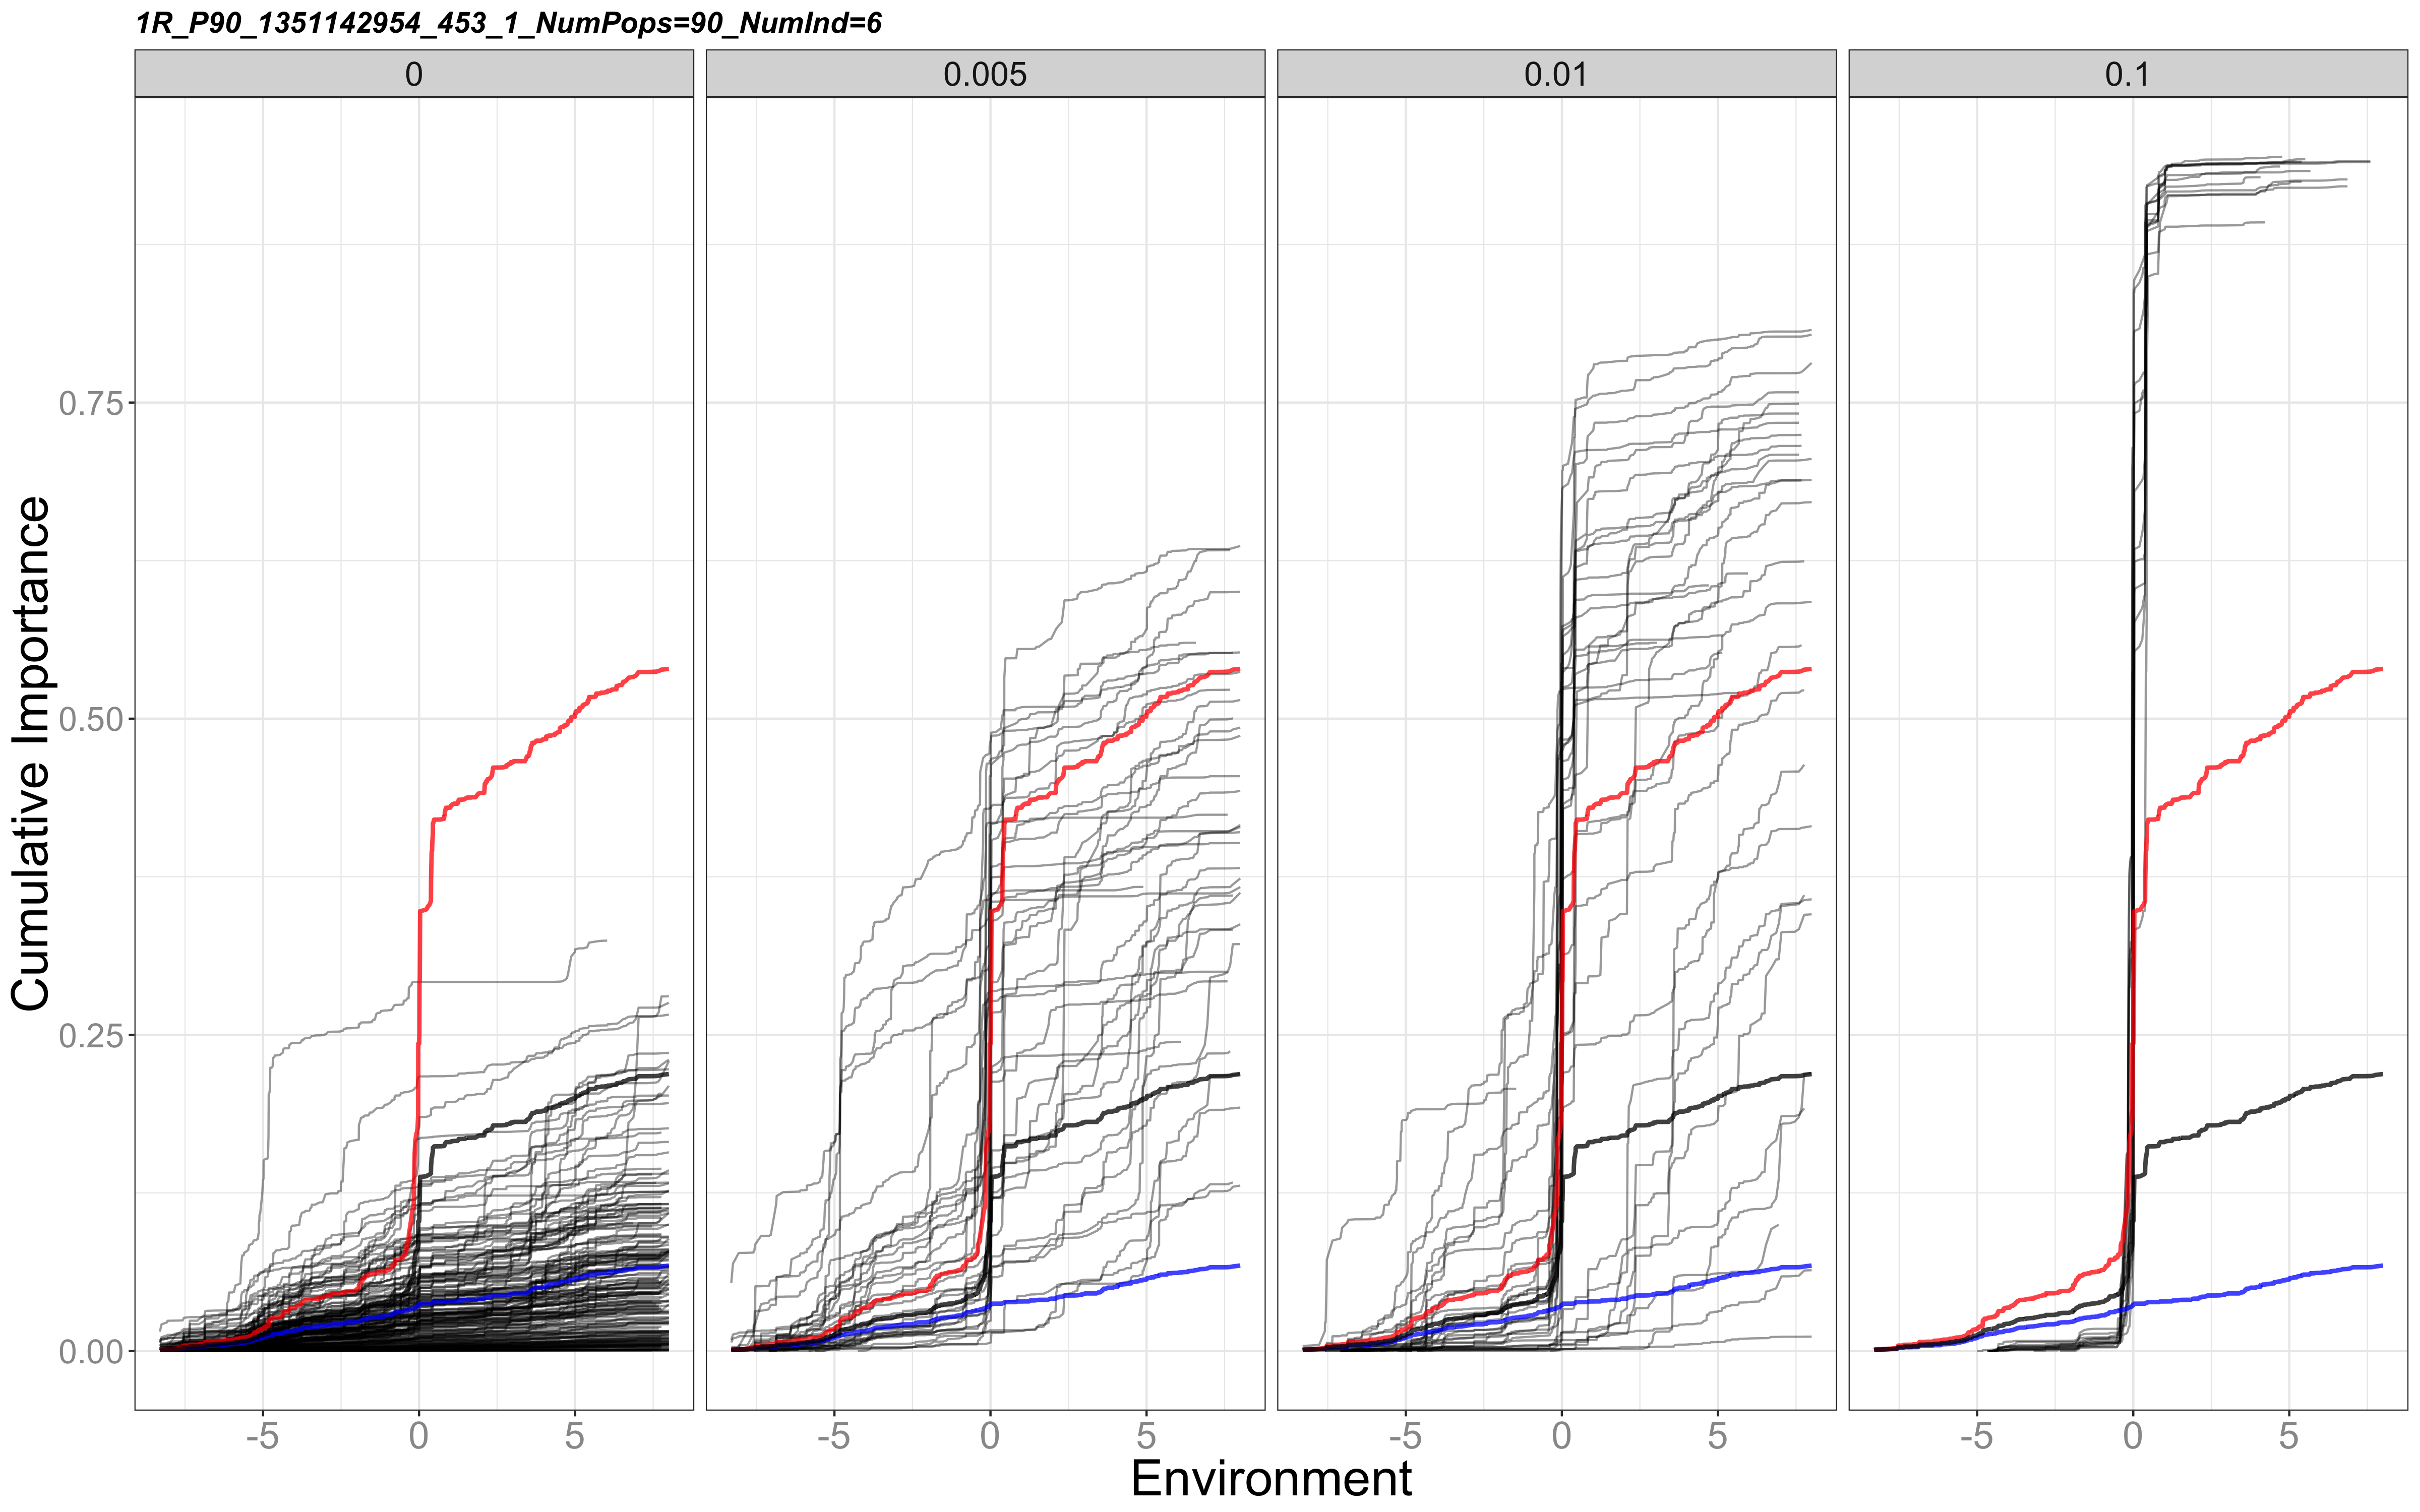 1R_P90_1351142954_453_1_NumPops=90_NumInd=6
0 0.005 0.01 0.1
Cumulative Importance
0.75
0.50
0.25
0.00
-5 0 5 -5 0 5 -5 0 5 -5 0 5
Environment